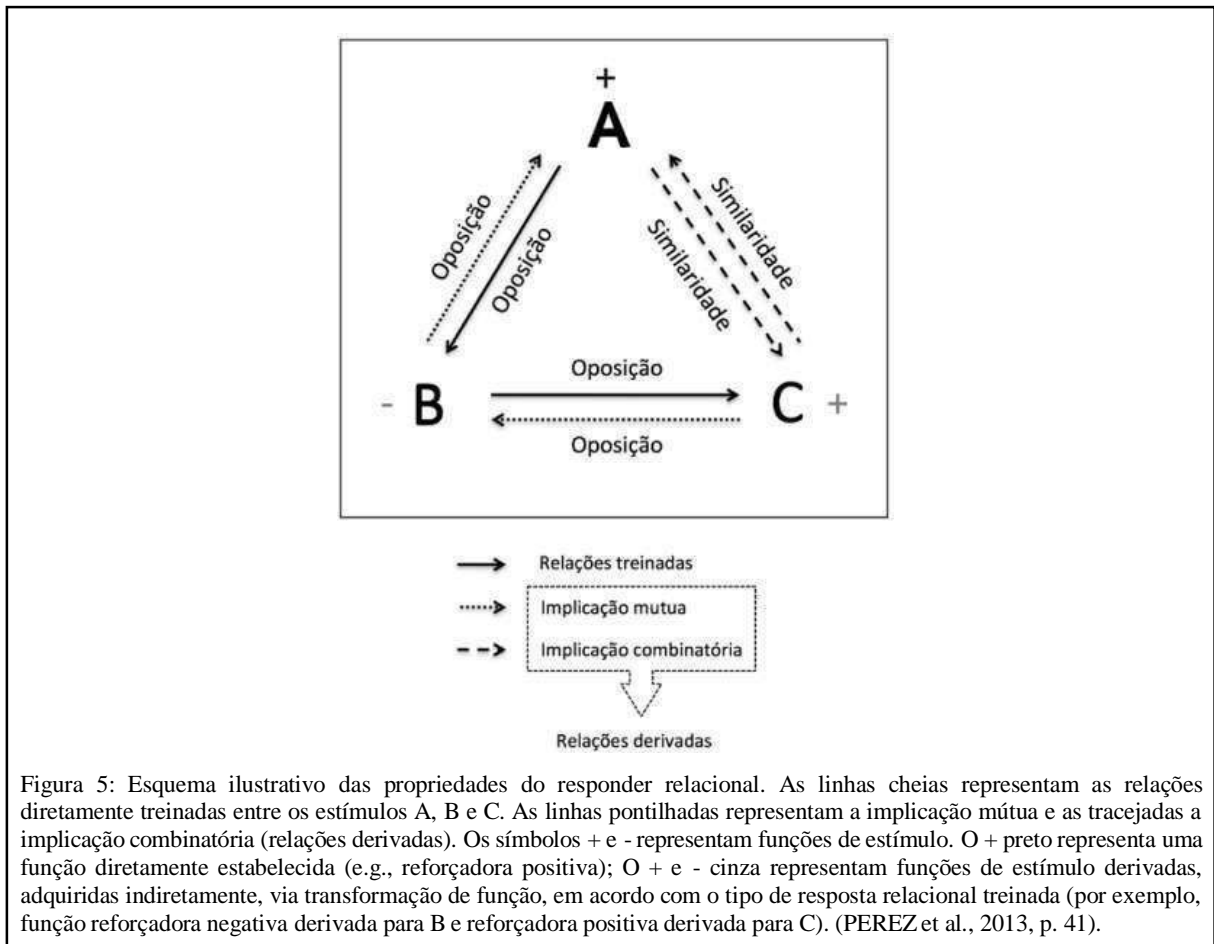 +
A
Oposição
Oposição
Similaridade
Similaridade
- B
Oposição
C +
Oposição
Relações treinadas
Implicação mutua
Implicação combinatória
Relações derivadas
Figura 5: Esquema ilustrativo das propriedades do responder relacional. As linhas cheias representam as relações
diretamente treinadas entre os estímulos A, B e C. As linhas pontilhadas representam a implicação mútua e as tracejadas a
implicação combinatória (relações derivadas). Os símbolos + e - representam funções de estímulo. O + preto representa uma
função diretamente estabelecida (e.g., reforçadora positiva); O + e - cinza representam funções de estímulo derivadas,
adquiridas indiretamente, via transformação de função, em acordo com o tipo de resposta relacional treinada (por exemplo,
função reforçadora negativa derivada para B e reforçadora positiva derivada para C). (PEREZ et al., 2013, p. 41).